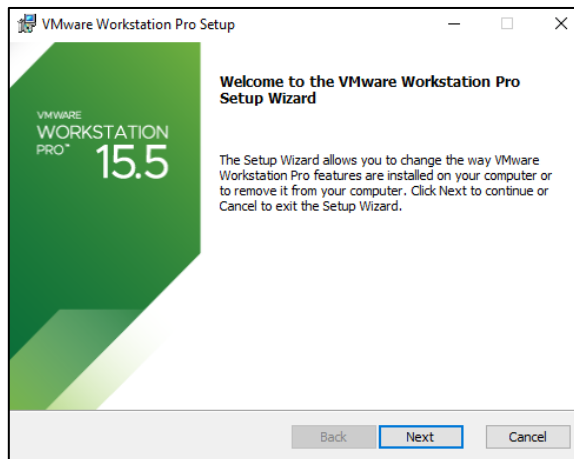 VMware Workstation Pro Setup
Welcome to the VMware Workstation Pro
Setup Wizard
VMWARE
WORKSTATION
PRO™ 15.5
The Setup Wizard allows you to change the way VMware
Workstation Pro features are installed on your computer or
to remove it from your computer. Click Next to continue or
Cancel to exit the Setup Wizard.
Back Next Cancel